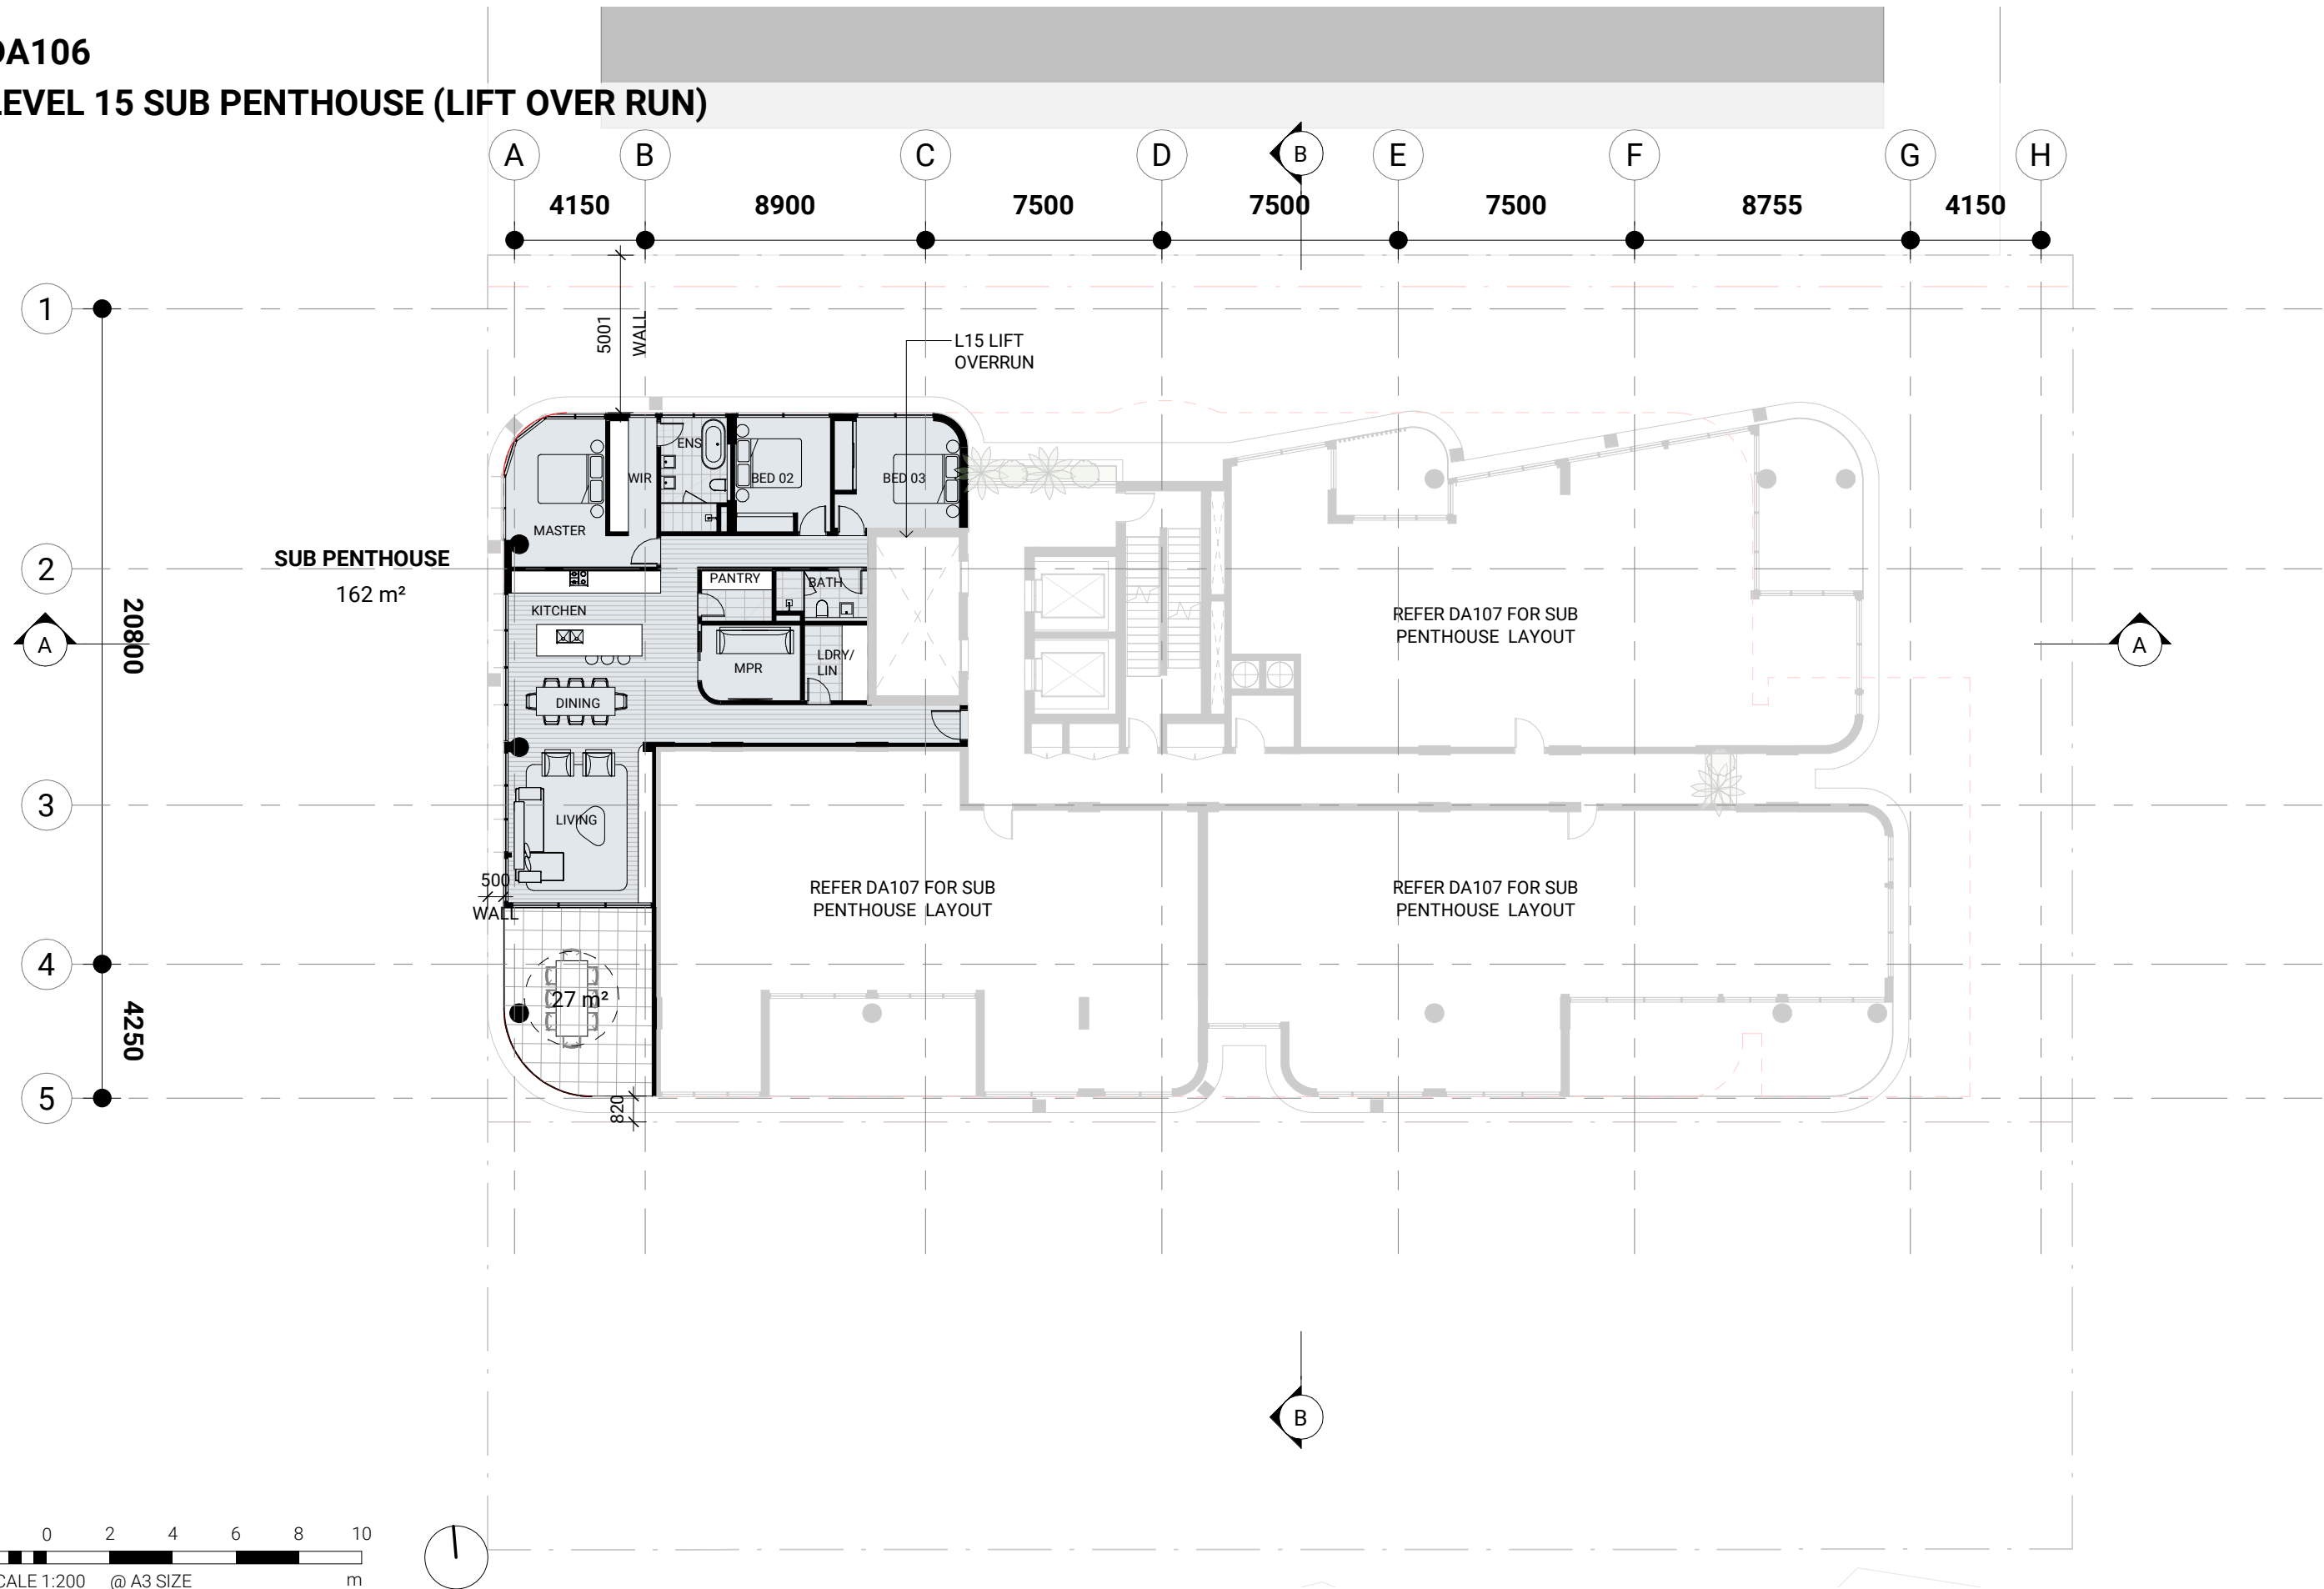 DA106
LEVEL 15 SUB PENTHOUSE (LIFT OVER RUN)
A B C D B E F G H
4150 8900 7500 7500 7500 8755 4150
1
5001
WALL
L15 LIFT
OVERRUN
ENS
WIR
BED 02
BED 03
MASTER
2
SUB PENTHOUSE
162 m²
PANTRY
BATH
KITCHEN
REFER DA107 FOR SUB
PENTHOUSE LAYOUT
20800
A
A
LDRY/
LIN
MPR
DINING
3
LIVING
500
WALL
REFER DA107 FOR SUB
PENTHOUSE LAYOUT
REFER DA107 FOR SUB
PENTHOUSE LAYOUT
4
27 m²
4250
5
820
B
0 2 4 6 8 10
SCALE 1:200 @ A3 SIZE m